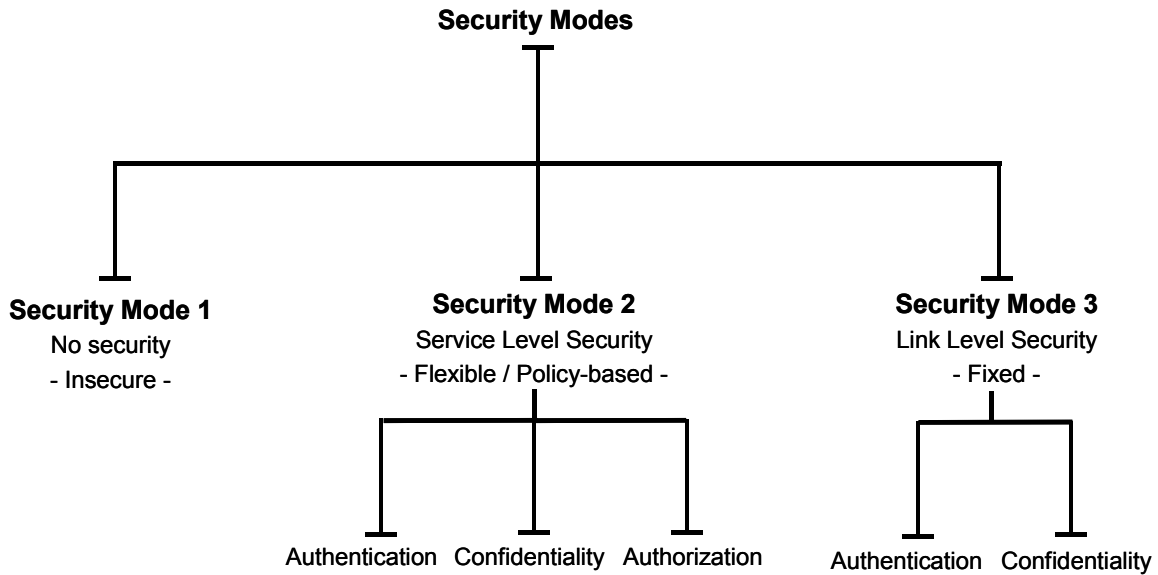 Security Modes
Security Mode 1
No security
- Insecure -
Security Mode 2
Service Level Security
- Flexible / Policy-based -
Security Mode 3
Link Level Security
- Fixed -
Authentication Confidentiality Authorization
Authentication Confidentiality